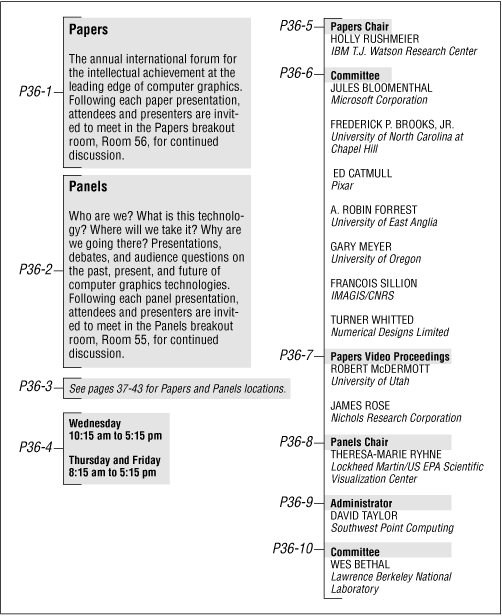 P36-1
Papers
The annual international forum for
the intellectual achievement at the
leading edge of computer graphics.
Following each paper presentation,
attendees and presenters are invit-
ed to meet in the Papers breakout
room, Room 56, for continued
discussion.
P36-2
Panels
Who are we? What is this technolo-
gy? Where will we take it? Why are
we going there? Presentations,
debates, and audience questions on
the past, present, and future of
computer graphics technologies.
Following each panel presentation,
attendees and presenters are invit-
ed to meet in the Panels breakout
room, Room 55, for continued
discussion.
P36-3
See pages 37-43 for Papers and Panels locations.
P36-4
Wednesday
10:15 am to 5:15 pm
Thursday and Friday
8:15 am to 5:15 pm
P36-5
Papers Chair
HOLLY RUSHMEIER
IBM T.J. Watson Research Center
P36-6
Committee
JULES BLOOMENTHAL
Microsoft Corporation
FREDERICK P. BROOKS, JR.
University of North Carolina at
Chapel Hill
ED CATMULL
Pixar
A. ROBIN FORREST
University of East Anglia
GARY MEYER
University of Oregon
FRANCOIS SILLION
IMAGIS/CNRS
TURNER WHITTED
Numerical Designs Limited
P36-7
Papers Video Proceedings
ROBERT McDERMOTT
University of Utah
JAMES ROSE
Nichols Research Corporation
P36-8
Panels Chair
THERESA-MARIE RYHNE
Lockheed Martin/US EPA Scientific
Visualization Center
P36-9
Administrator
DAVID TAYLOR
Southwest Point Computing
P36-10
Committee
WES BETHAL
Lawrence Berkeley National
Laboratory